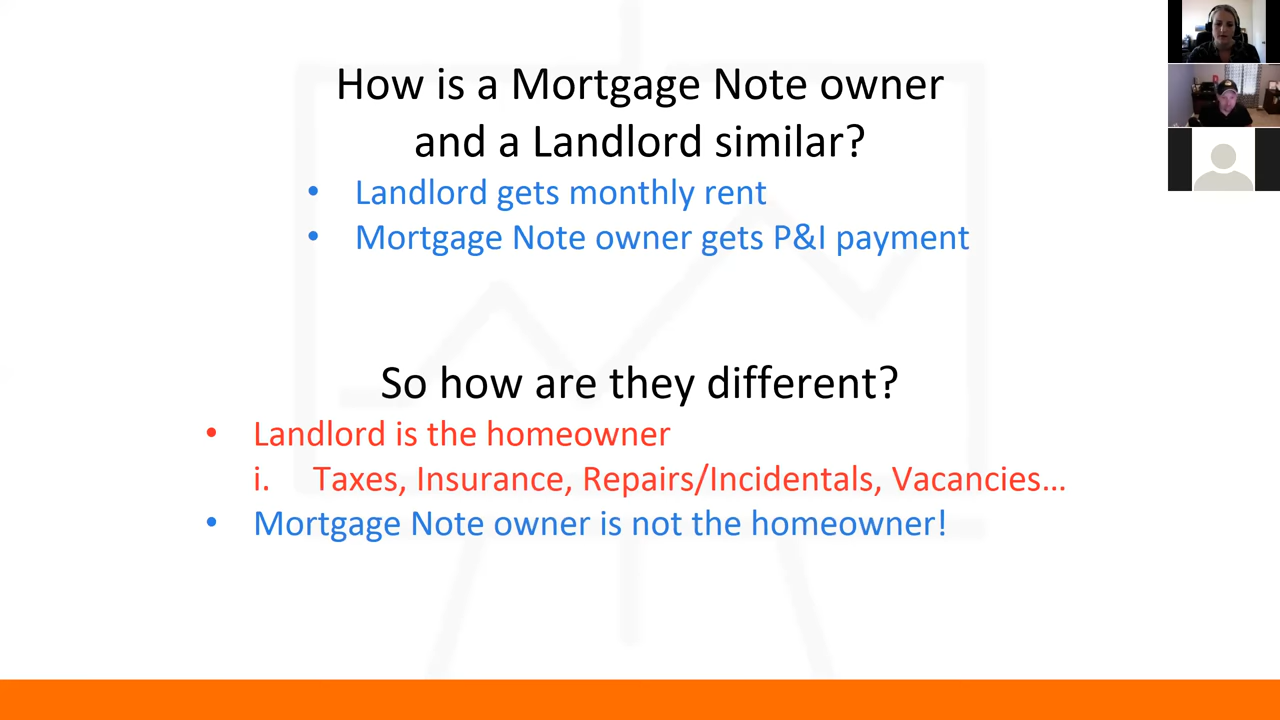 How is a Mortgage Note owner
and a Landlord similar?
• Landlord gets monthly rent
• Mortgage Note owner gets P&I payment
So how are they different?
• Landlord is the homeowner
i. Taxes, Insurance, Repairs/Incidentals, Vacancies…
• Mortgage Note owner is not the homeowner!